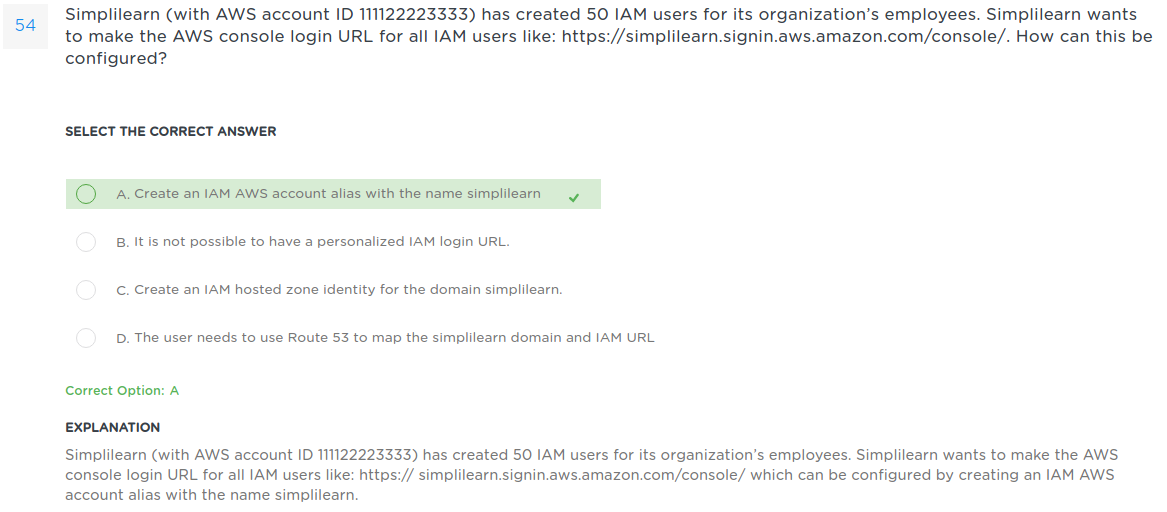 54
Simplilearn (with AWS account ID 111122223333) has created 50 IAM users for its organization’s employees. Simplilearn wants
to make the AWS console login URL for all IAM users like: https://simplilearn.signin.aws.amazon.com/console/. How can this be
configured?
SELECT THE CORRECT ANSWER
A. Create an IAM AWS account alias with the name simplilearn
B. It is not possible to have a personalized IAM login URL.
C. Create an IAM hosted zone identity for the domain simplilearn.
D. The user needs to use Route 53 to map the simplilearn domain and IAM URL
Correct Option: A
EXPLANATION
Simplilearn (with AWS account ID 111122223333) has created 50 IAM users for its organization’s employees. Simplilearn wants to make the AWS
console login URL for all IAM users like: https:// simplilearn.signin.aws.amazon.com/console/ which can be configured by creating an IAM AWS
account alias with the name simplilearn.